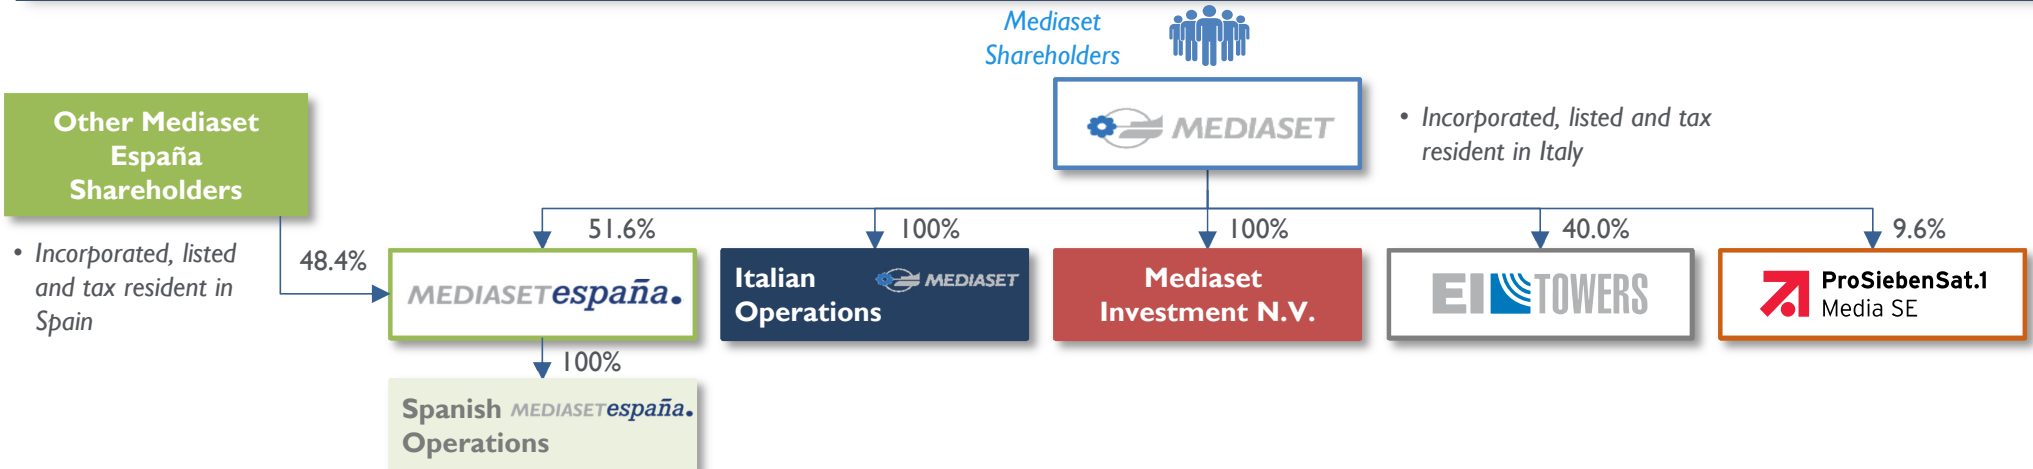 Mediaset
Shareholders
MEDIASET
• Incorporated, listed and tax
resident in Italy
Other Mediaset
España
Shareholders
• Incorporated, listed
and tax resident in
Spain
48.4%
51.6%
100%
100%
40.0%
9.6%
MEDIASETespaña.
Italian MEDIASET
Operations
Mediaset
Investment N.V.
EI TOWERS
ProSiebenSat.1
Media SE
100%
Spanish MEDIASETespaña.
Operations